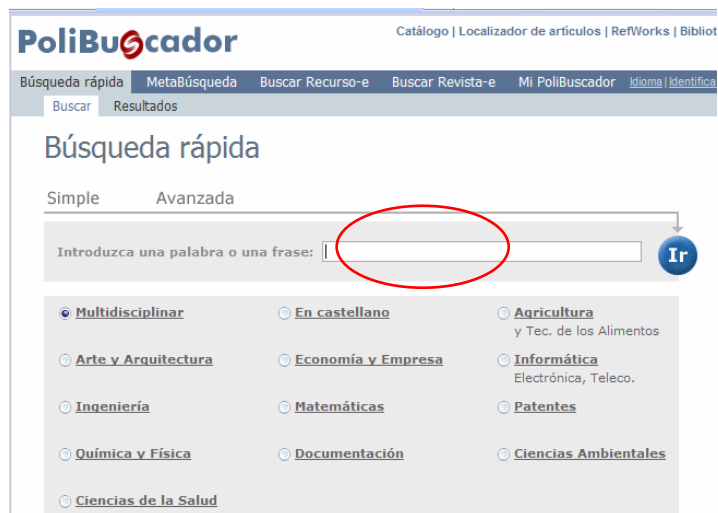 PoliBuscador
Catálogo | Localizador de artículos | RefWorks | Bibliot
Búsqueda rápida MetaBúsqueda Buscar Recurso-e Buscar Revista-e Mi PoliBuscador Idioma | Identifica
Buscar Resultados
Búsqueda rápida
Simple Avanzada
Introduzca una palabra o una frase: Ir
Multidisciplinar En castellano Agricultura
y Tec. de los Alimentos
Arte y Arquitectura Economía y Empresa Informática
Electrónica, Teleco.
Ingeniería Matemáticas Patentes
Química y Física Documentación Ciencias Ambientales
Ciencias de la Salud